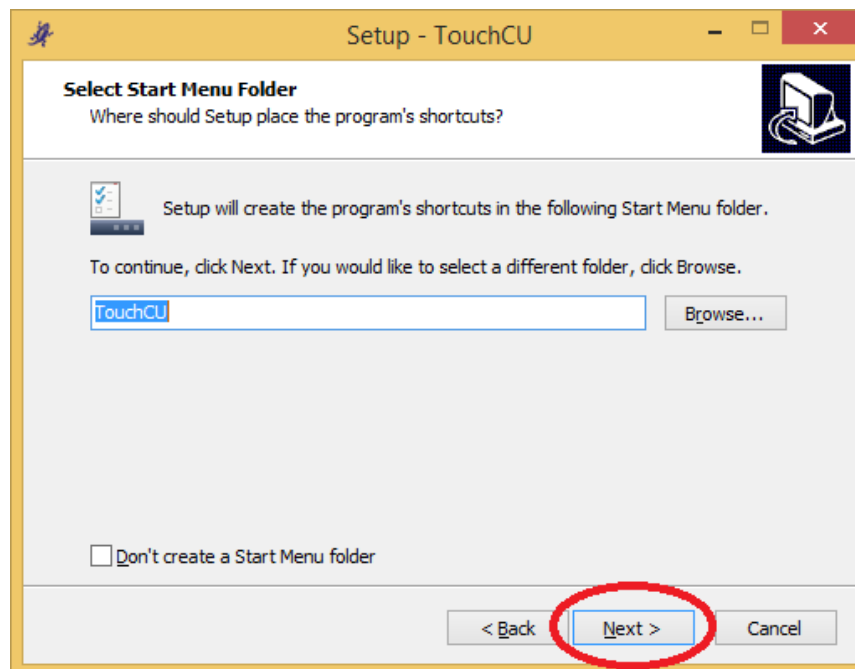 Setup - TouchCU
Select Start Menu Folder
Where should Setup place the program's shortcuts?
Setup will create the program's shortcuts in the following Start Menu folder.
To continue, click Next. If you would like to select a different folder, click Browse.
TouchCU
Browse...
Don't create a Start Menu folder
< Back
Next >
Cancel